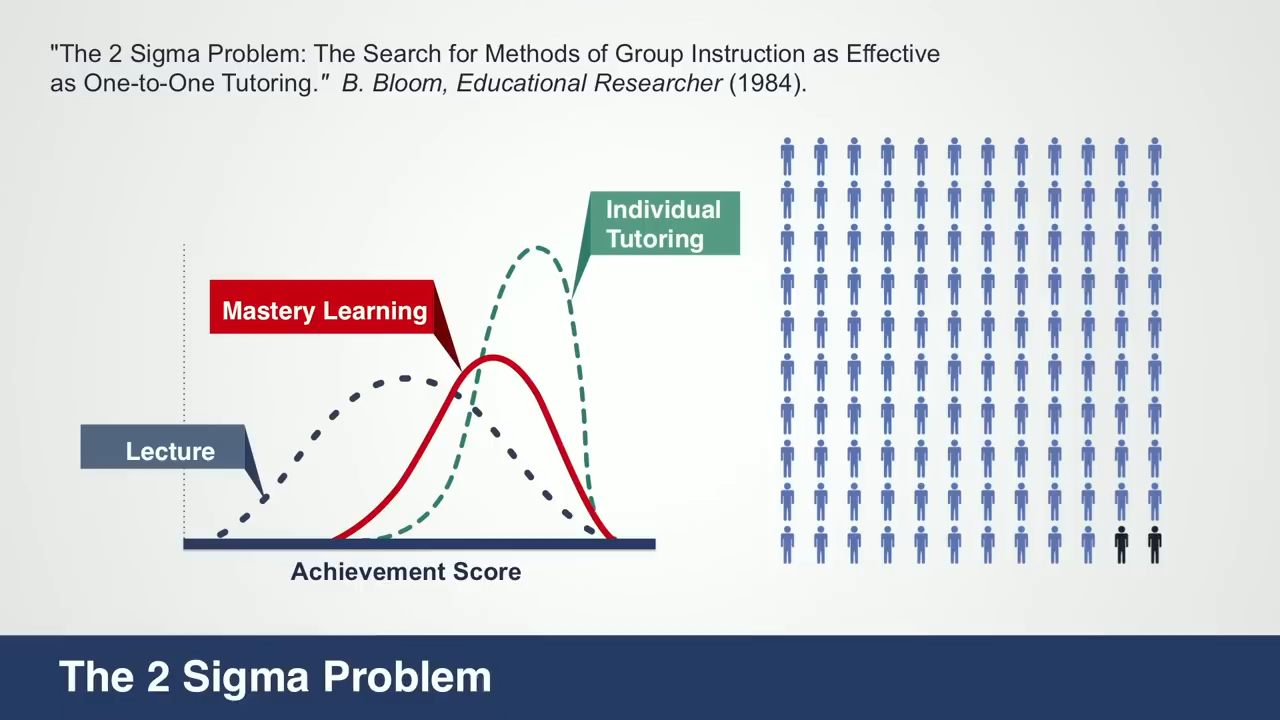 "The 2 Sigma Problem: The Search for Methods of Group Instruction as Effective
as One-to-One Tutoring."  B. Bloom, Educational Researcher (1984).
Individual
Tutoring
Mastery Learning
Lecture
Achievement Score
The 2 Sigma Problem